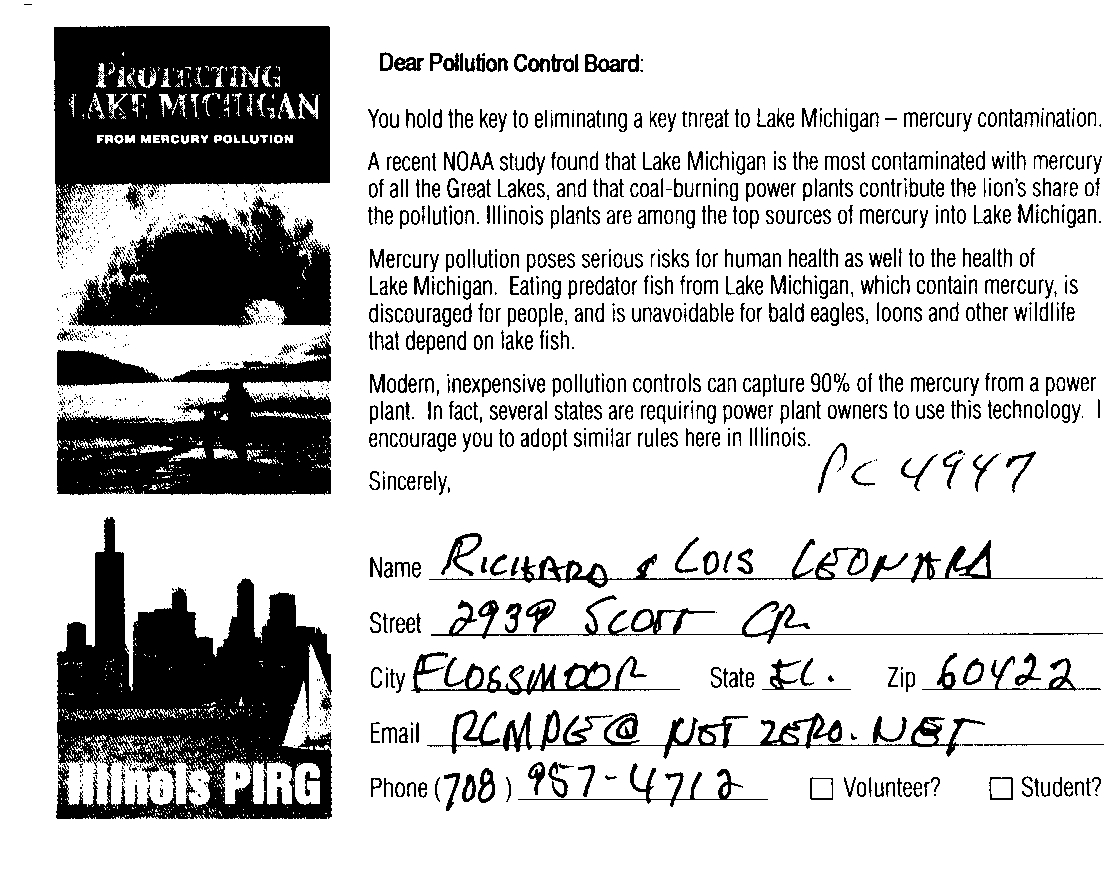 PROTECTING
LAKE MICHIGAN
FROM MERCURY POLLUTION
Illinois PIRG
Dear Pollution Control Board:
You hold the key to eliminating a key threat to Lake Michigan – mercury contamination.
A recent NOAA study found that Lake Michigan is the most contaminated with mercury
of all the Great Lakes, and that coal-burning power plants contribute the lion's share of
the pollution. Illinois plants are among the top sources of mercury into Lake Michigan.
Mercury pollution poses serious risks for human health as well to the health of
Lake Michigan. Eating predator fish from Lake Michigan, which contain mercury, is
discouraged for people, and is unavoidable for bald eagles, loons and other wildlife
that depend on lake fish.
Modern, inexpensive pollution controls can capture 90% of the mercury from a power
plant. In fact, several states are requiring power plant owners to use this technology. I
encourage you to adopt similar rules here in Illinois.
Sincerely,
PC 4947
Name RICHARD & LOIS LEONARD
Street 2939 SCOTT CR.
City FLOSSMOOR State IL. Zip 60422
Email RCMPE@NETZERO.NET
Phone (708) 957-4712 □ Volunteer? □ Student?